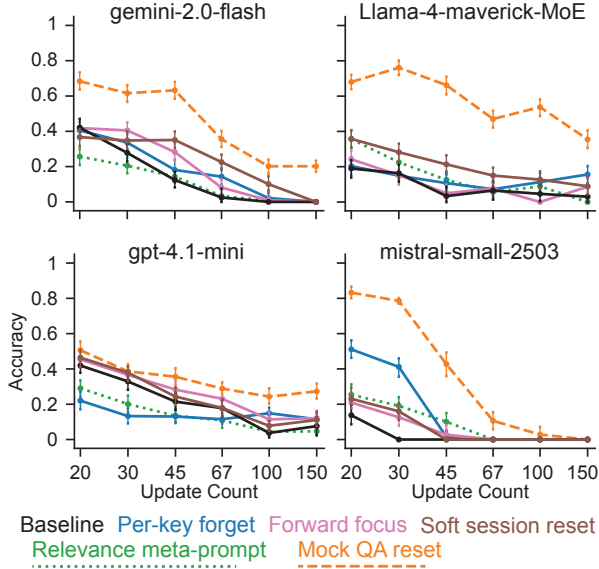 gemini-2.0-flash
Llama-4-maverick-MoE
1
0.8
0.6
0.4
0.2
0
gpt-4.1-mini
mistral-small-2503
Accuracy
1
0.8
0.6
0.4
0.2
0
20 30 45 67 100 150
20 30 45 67 100 150
Update Count
Update Count
Baseline Per-key forget Forward focus Soft session reset
Relevance meta-prompt Mock QA reset